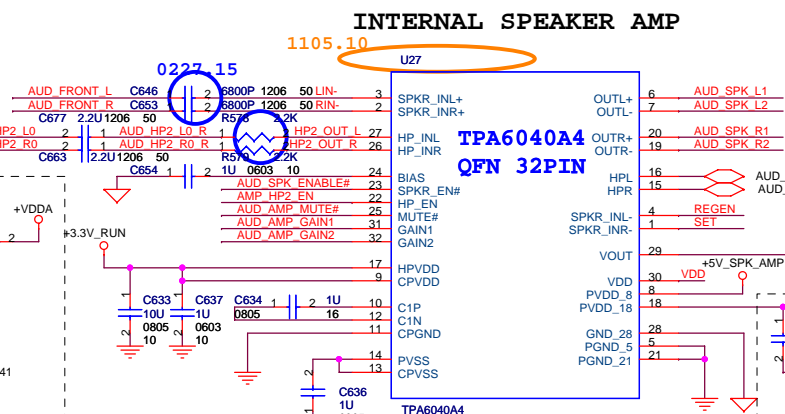 INTERNAL SPEAKER AMP
1105.10
U27
0227.15
AUD_FRONT_L C646 1 2 6800P 1206 50 LIN- 3 SPKR_INL+ OUTL+ 6 AUD_SPK_L1
AUD_FRONT_R C653 1 2 6800P 1206 50 RIN- 2 SPKR_INR+ OUTL- 7 AUD_SPK_L2
C677 2.2U 1206 50 2.2K
HP2_L0 2 1 AUD_HP2_L0_R HP2_OUT_L 27 HP_INL OUTR+ 20 AUD_SPK_R1
HP2_R0 2 1 AUD_HP2_R0_R HP2_OUT_R 26 HP_INR OUTR- 19 AUD_SPK_R2
TPA6040A4
QFN 32PIN
C663 2.2U 1206 50 2.2K
C654 1 2 1U 0603 10 24 BIAS HPL 16 AUD_
AUD_SPK_ENABLE# 23 SPKR_EN# HPR 15 AUD_
AMP_HP2_EN 22 HP_EN
AUD_AMP_MUTE# 25 MUTE# SPKR_INL- 4 REGEN
AUD_AMP_GAIN1 31 GAIN1 SPKR_INR- 1 SET
AUD_AMP_GAIN2 32 GAIN2
+VDDA
2
+3.3V_RUN
VOUT 29
+5V_SPK_AMP
17 HPVDD
9 CPVDD
VDD 30 VDD
PVDD_8 8
PVDD_18 18
C633 10U 0805 10
C637 1U 0603 10
C634 1 2 1U 10 C1P
0805 16 12 C1N
11 CPGND
GND_28 28
PGND_5 5
PGND_21 21
14 PVSS
13 CPVSS
41
C636
1U
TPA6040A4